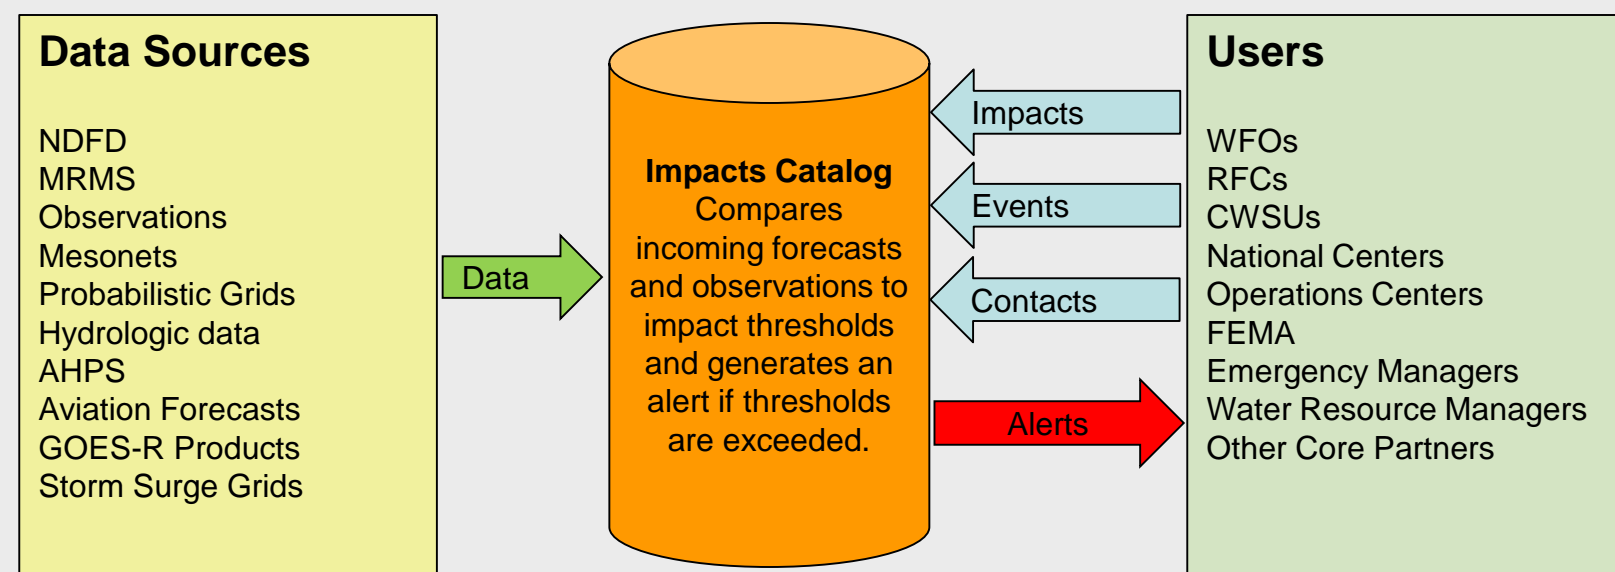 Data Sources
NDFD
MRMS
Observations
Mesonets
Probabilistic Grids
Hydrologic data
AHPS
Aviation Forecasts
GOES-R Products
Storm Surge Grids
Data
Impacts Catalog
Compares
incoming forecasts
and observations to
impact thresholds
and generates an
alert if thresholds
are exceeded.
Impacts
Events
Contacts
Alerts
Users
WFOs
RFCs
CWSUs
National Centers
Operations Centers
FEMA
Emergency Managers
Water Resource Managers
Other Core Partners